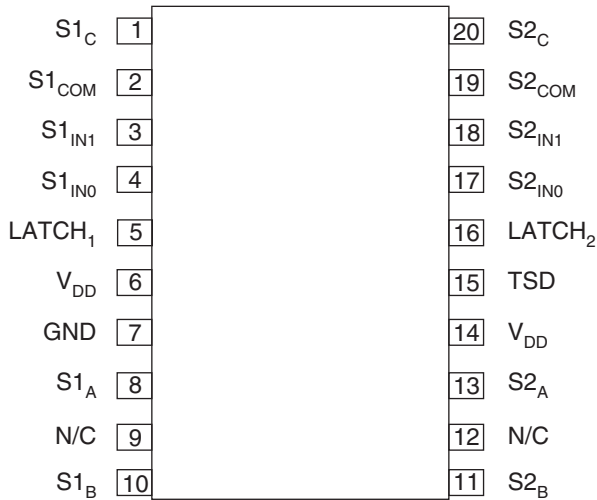 S1C 1 20 S2C
S1COM 2 19 S2COM
S1IN1 3 18 S2IN1
S1IN0 4 17 S2IN0
LATCH1 5 16 LATCH2
VDD 6 15 TSD
GND 7 14 VDD
S1A 8 13 S2A
N/C 9 12 N/C
S1B 10 11 S2B